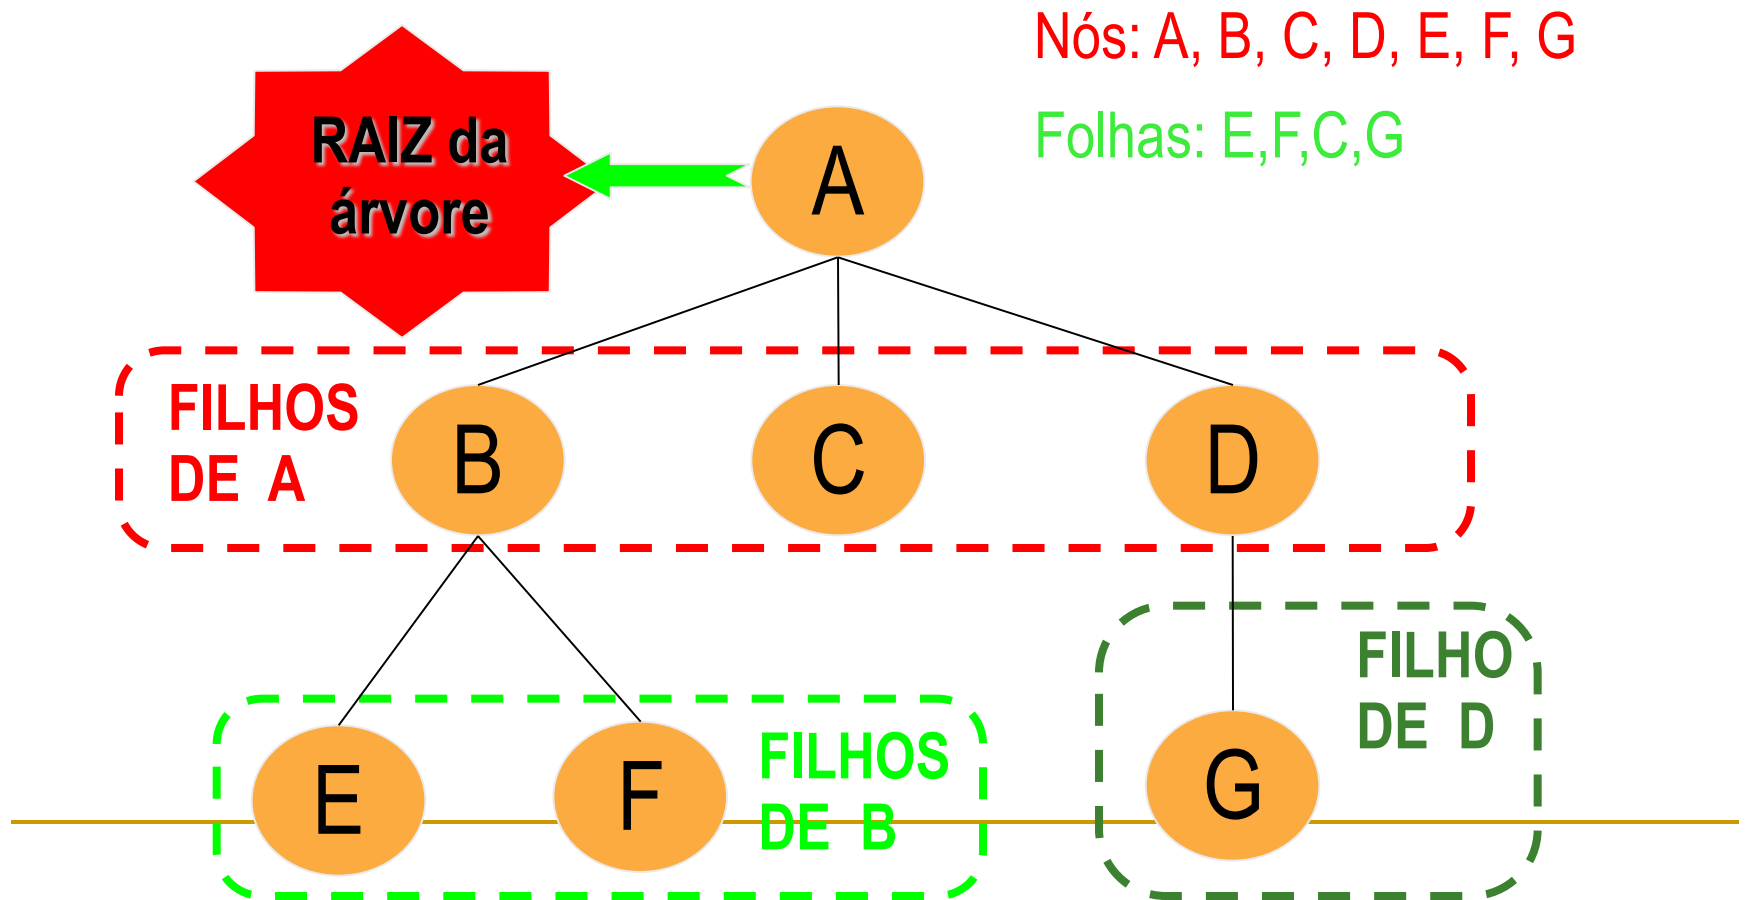 Nós: A, B, C, D, E, F, G
Folhas: E,F,C,G
RAIZ da
árvore
A
FILHOS
DE A
B
C
D
FILHO
DE D
E
F
FILHOS
DE B
G